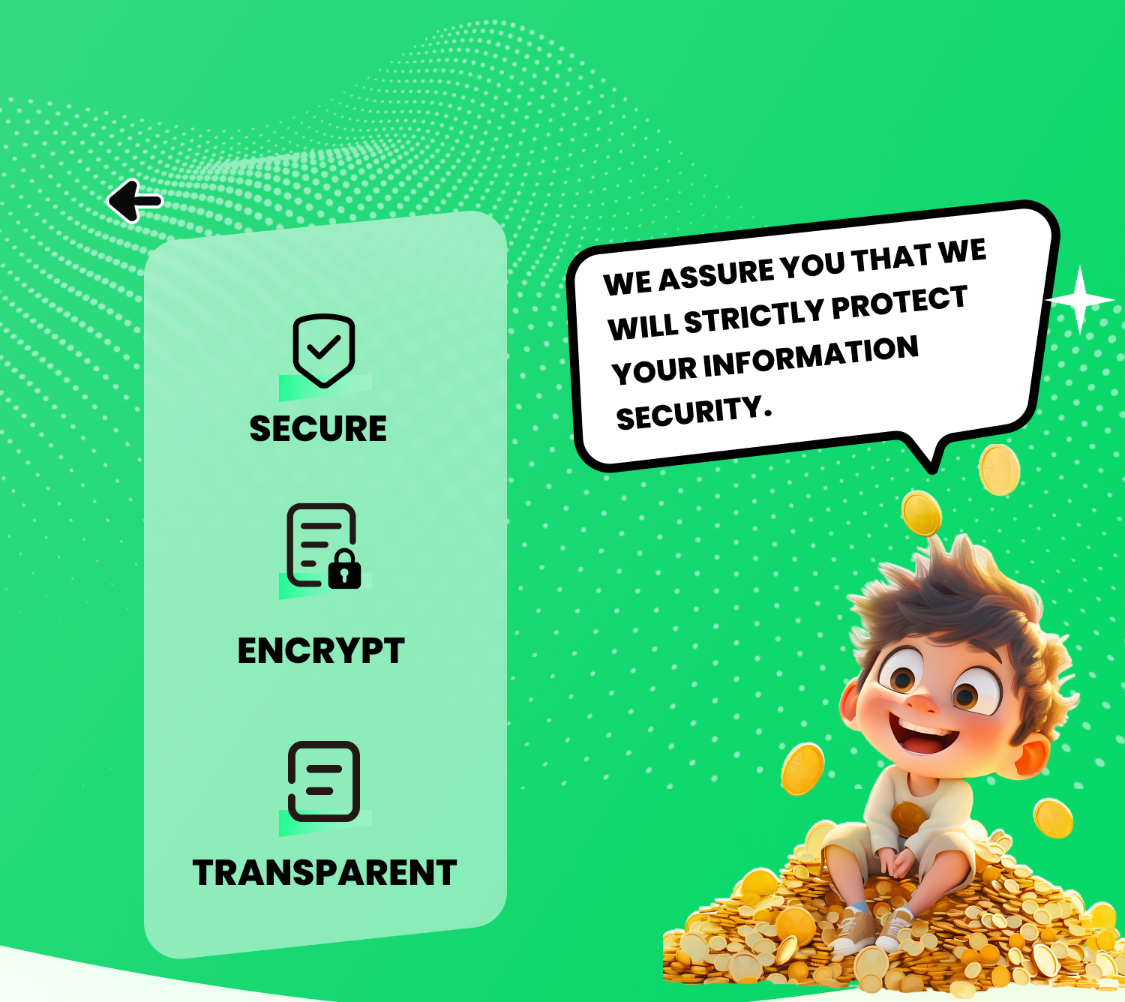 SECURE
ENCRYPT
TRANSPARENT
WE ASSURE YOU THAT WE
WILL STRICTLY PROTECT
YOUR INFORMATION
SECURITY.